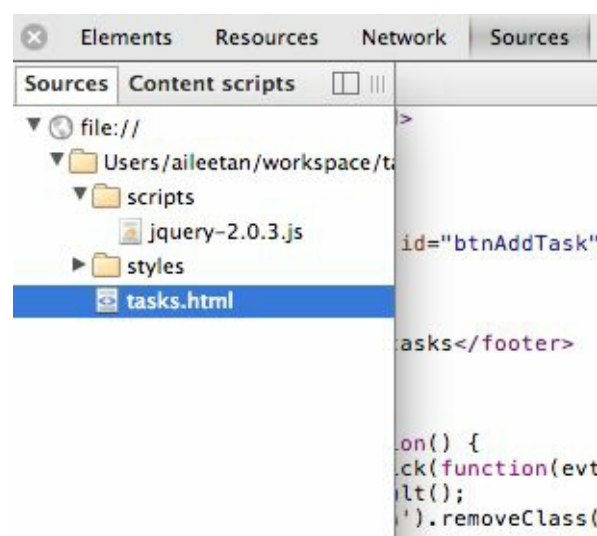 Elements Resources Network Sources
Sources Content scripts
file://
l>
Users/aileetan/workspace/ta
scripts
jquery-2.0.3.js
id="btnAddTask"
styles
tasks.html
asks</footer>
on() {
ck(function(evt
lt();
').removeClass(